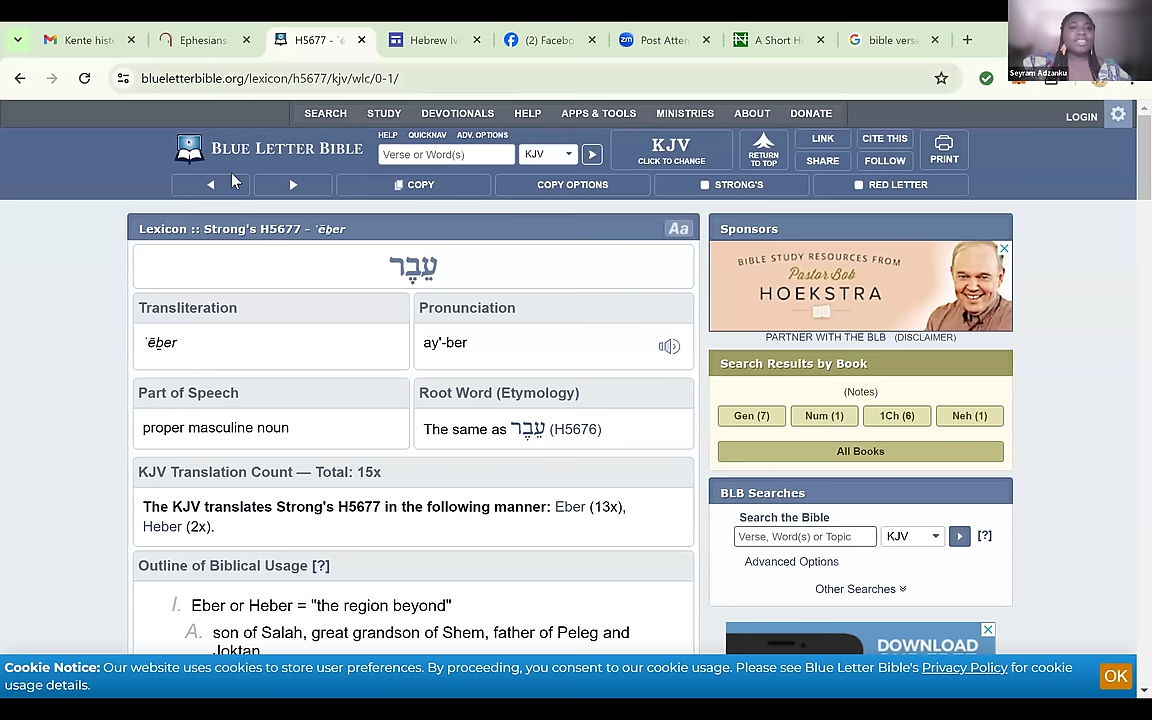 Kente hist
Ephesians
H5677 - ʿē
Hebrew Iv
(2) Facebo
Post Atten
A Short Hi
bible verse
blueletterbible.org/lexicon/h5677/kjv/wlc/0-1/
Seyram Adzanku
SEARCH STUDY DEVOTIONALS HELP APPS & TOOLS MINISTRIES ABOUT DONATE
LOGIN
BLUE LETTER BIBLE
HELP QUICKNAV ADV. OPTIONS
Verse or Word(s)
KJV
KJV
CLICK TO CHANGE
RETURN
TO TOP
LINK
CITE THIS
SHARE
FOLLOW
PRINT
COPY
COPY OPTIONS
STRONG'S
RED LETTER
Lexicon :: Strong's H5677 - ʿēḇer
Aa
עֵבֶר
Transliteration
ʿēḇer
Pronunciation
ay'-ber
Part of Speech
proper masculine noun
Root Word (Etymology)
The same as עֵבֶר (H5676)
KJV Translation Count — Total: 15x
The KJV translates Strong's H5677 in the following manner: Eber (13x),
Heber (2x).
Outline of Biblical Usage [?]
I. Eber or Heber = "the region beyond"
A. son of Salah, great grandson of Shem, father of Peleg and
Joktan
Sponsors
BIBLE STUDY RESOURCES FROM
Pastor Bob
HOEKSTRA
PARTNER WITH THE BLB (DISCLAIMER)
Search Results by Book
(Notes)
Gen (7)
Num (1)
1Ch (6)
Neh (1)
All Books
BLB Searches
Search the Bible
Verse, Word(s) or Topic
KJV
[?]
Advanced Options
Other Searches
DOWNLOAD
Cookie Notice: Our website uses cookies to store user preferences. By proceeding, you consent to our cookie usage. Please see Blue Letter Bible's Privacy Policy for cookie
usage details.
OK